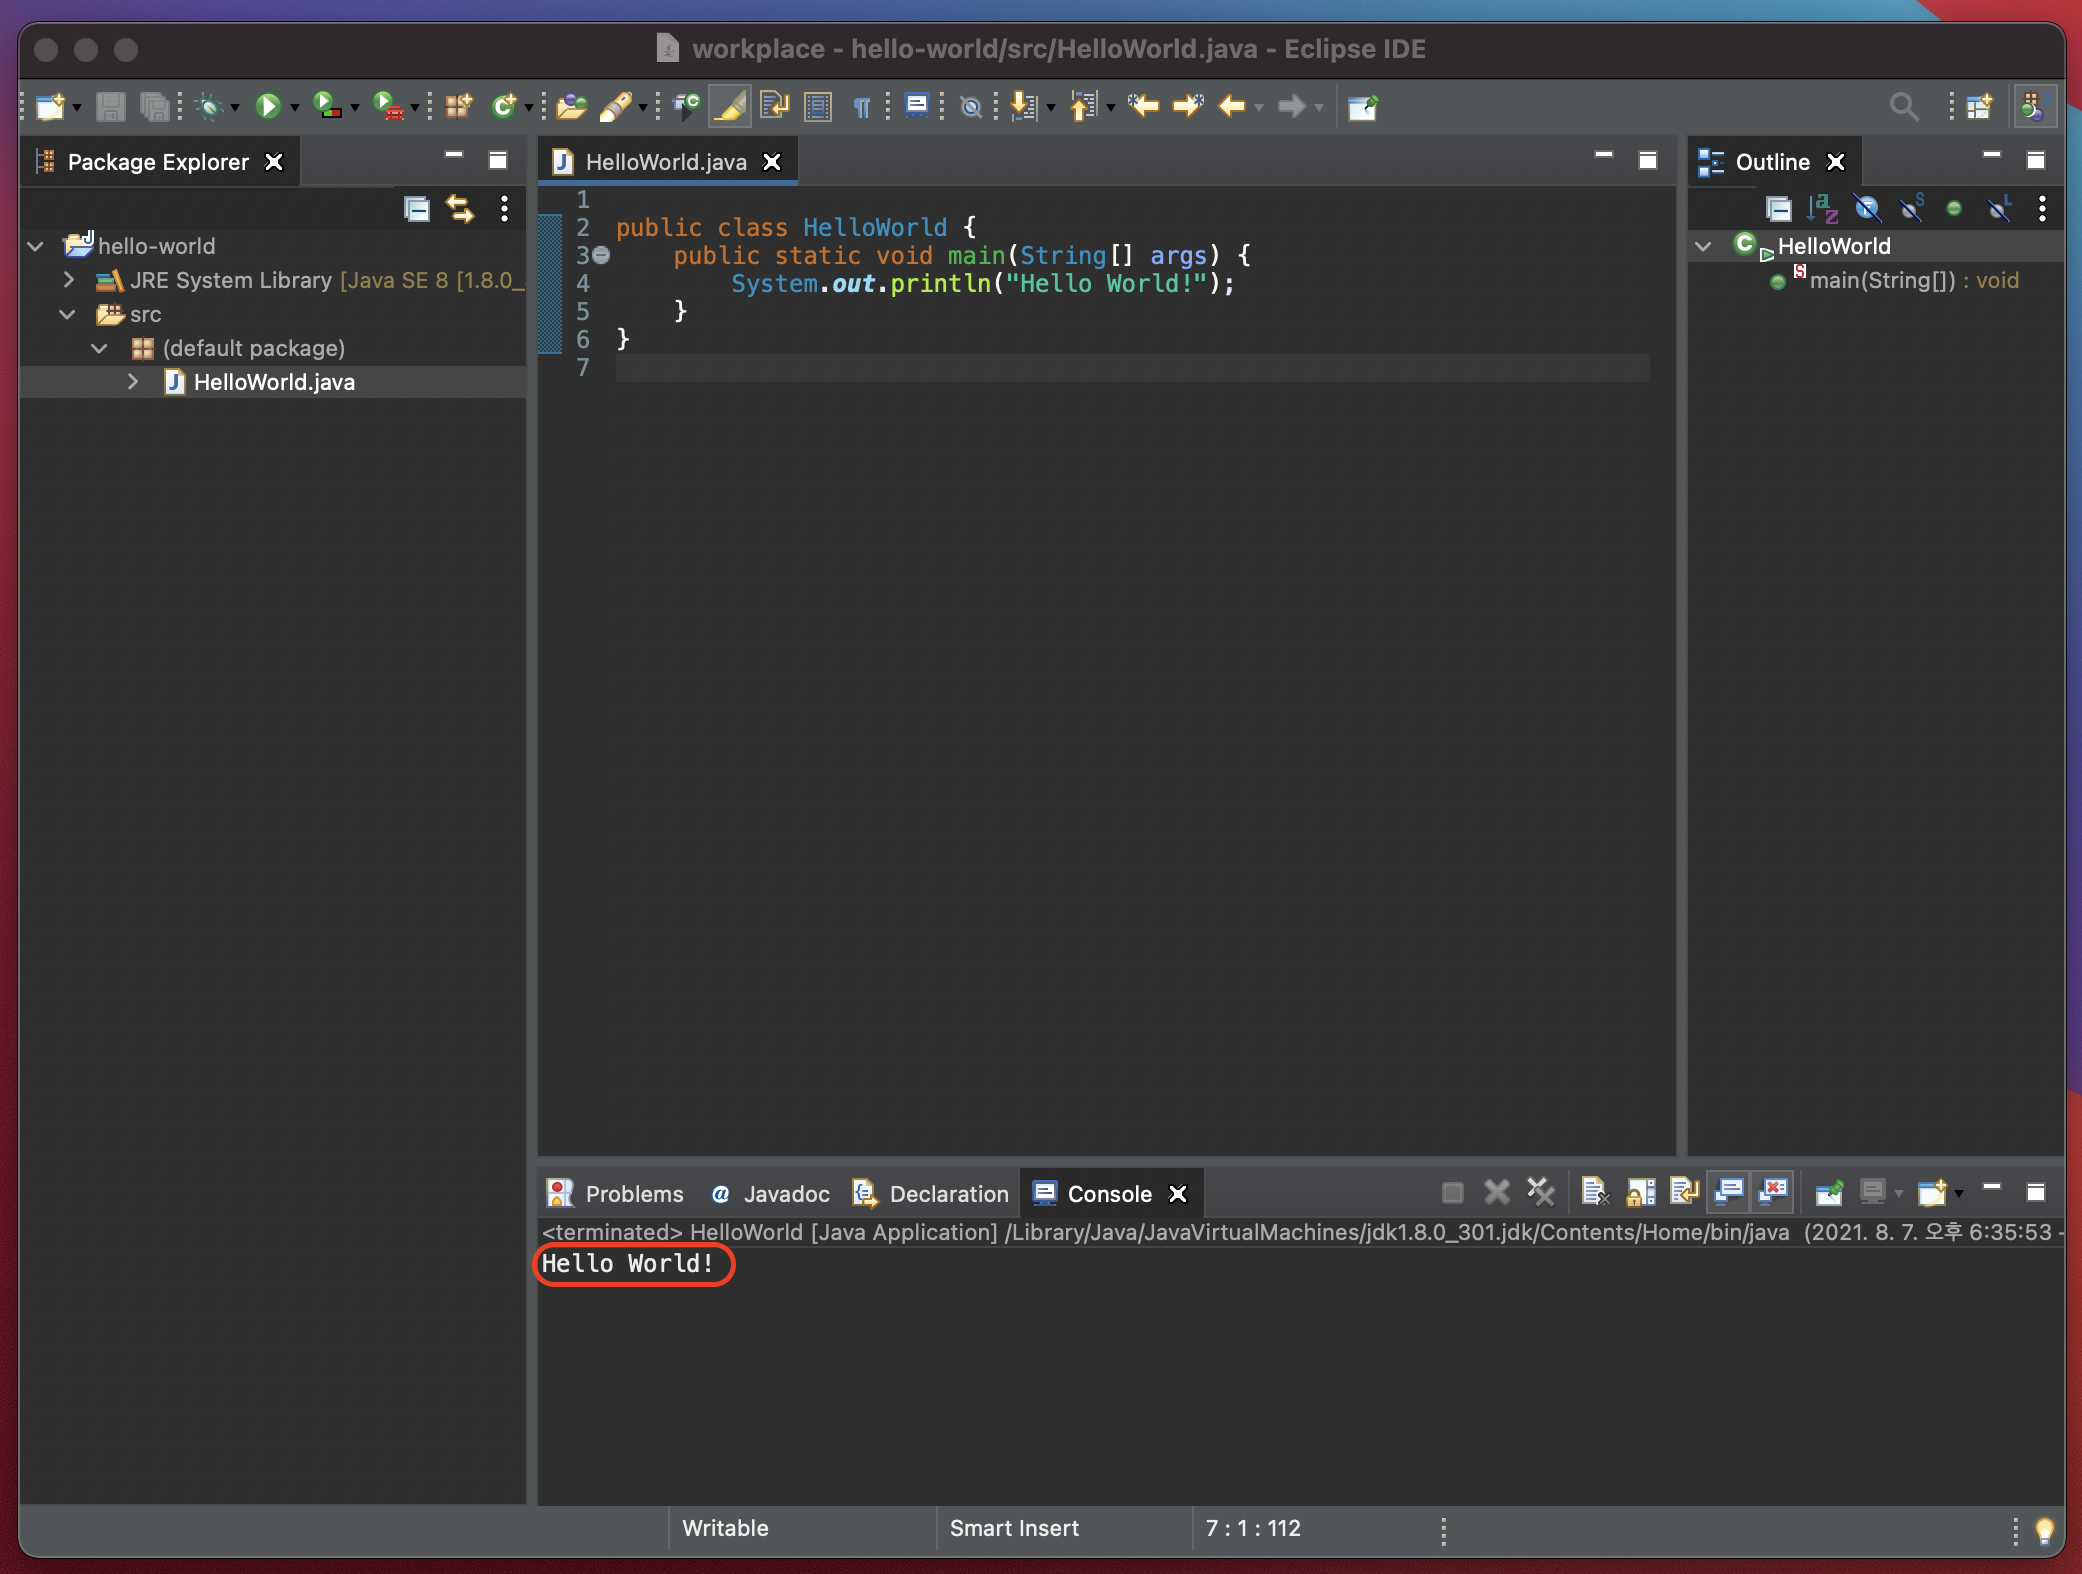 workplace - hello-world/src/HelloWorld.java - Eclipse IDE
Package Explorer
hello-world
JRE System Library [Java SE 8 [1.8.0_
src
(default package)
HelloWorld.java
HelloWorld.java
1
2 public class HelloWorld {
3 public static void main(String[] args) {
4 System.out.println("Hello World!");
5 }
6 }
7
Outline
HelloWorld
main(String[]) : void
Problems Javadoc Declaration Console
<terminated> HelloWorld [Java Application] /Library/Java/JavaVirtualMachines/jdk1.8.0_301.jdk/Contents/Home/bin/java (2021. 8. 7. 오후 6:35:53 -
Hello World!
Writable Smart Insert 7 : 1 : 112